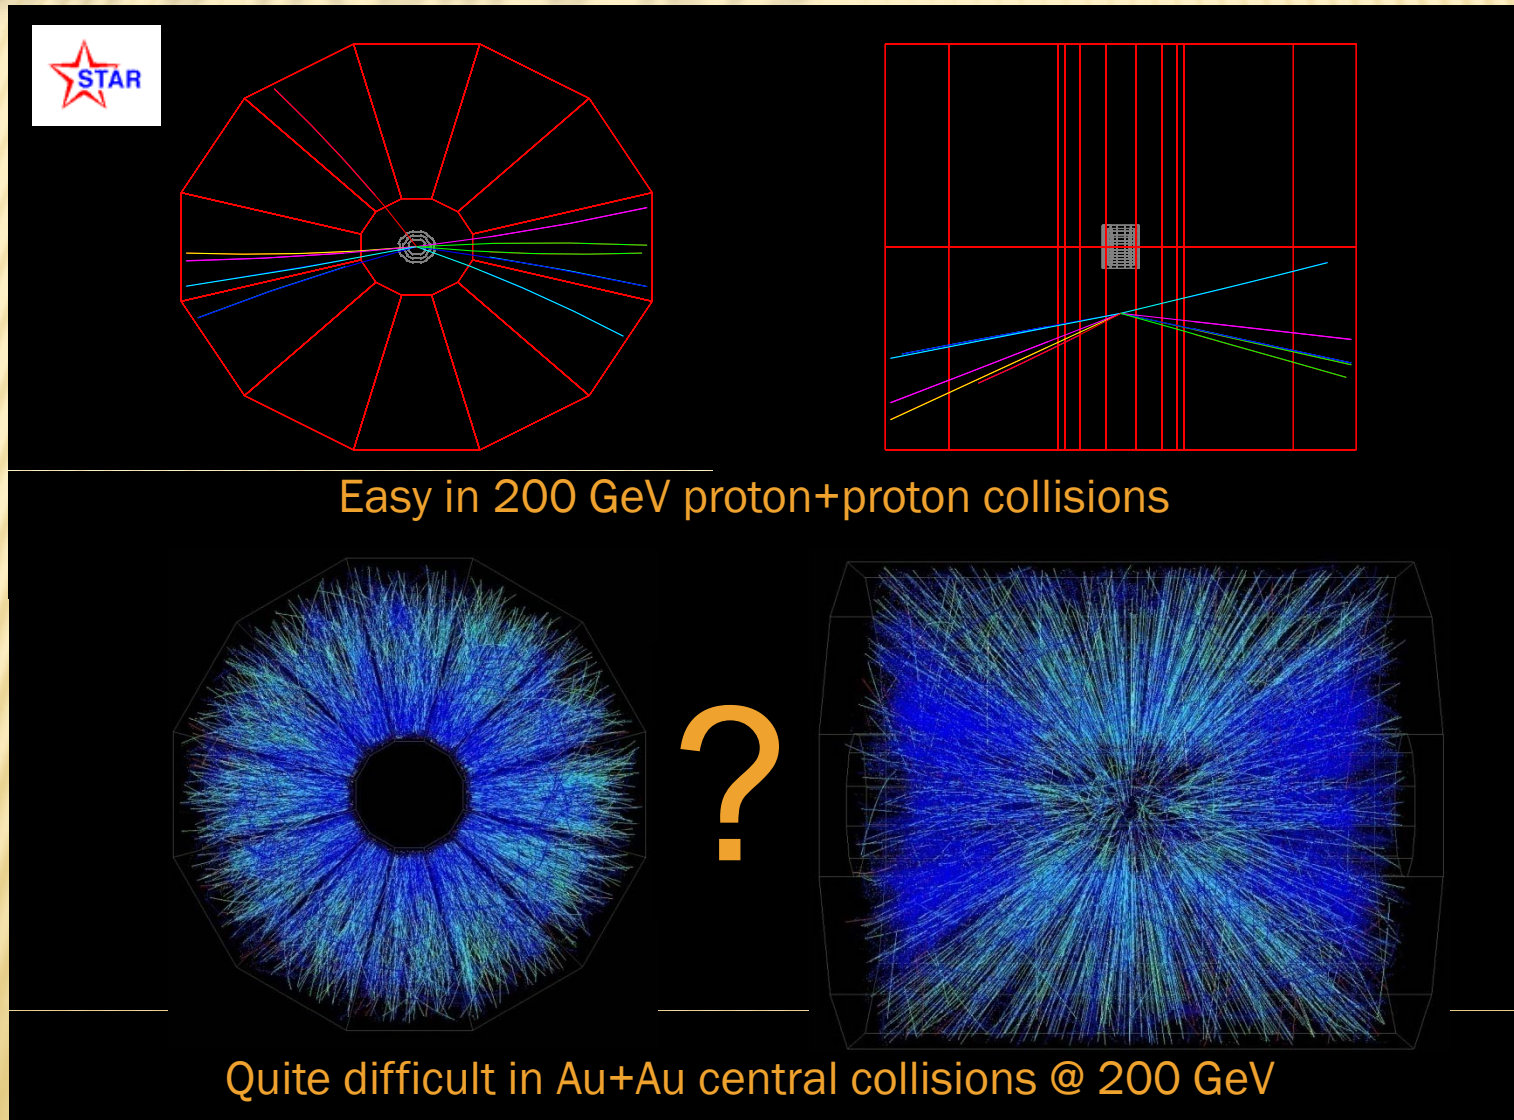 STAR
Easy in 200 GeV proton+proton collisions
?
Quite difficult in Au+Au central collisions @ 200 GeV